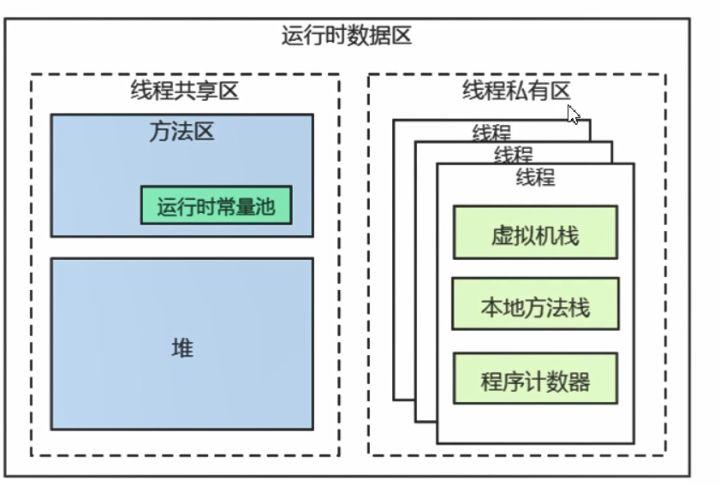 运行时数据区
线程共享区
方法区
运行时常量池
堆
线程私有区
线程
线程
线程
虚拟机栈
本地方法栈
程序计数器